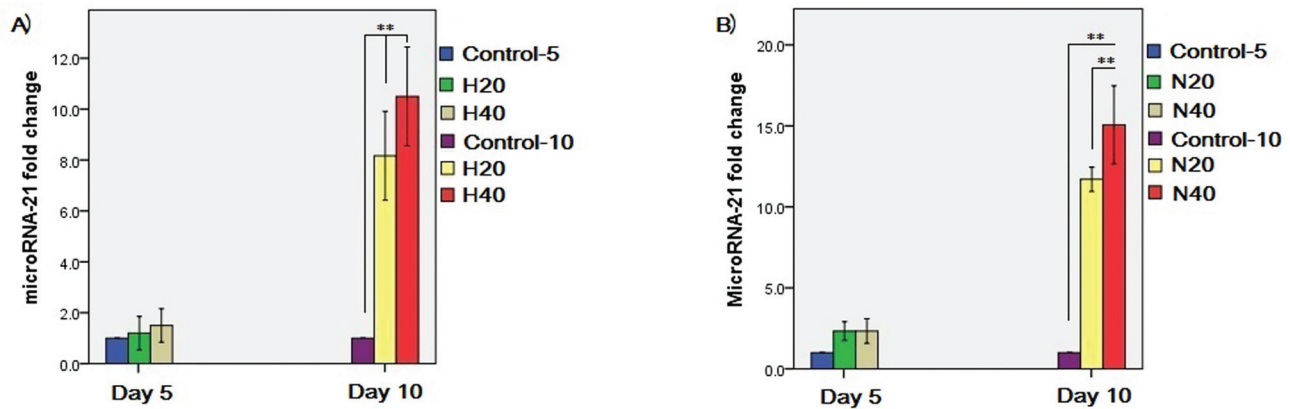 A)
microRNA-21 fold change
12.0
10.0
8.0
6.0
4.0
2.0
0.0
**
Day 5
Day 10
Control-5
H20
H40
Control-10
H20
H40
B)
MicroRNA-21 fold change
20.0
15.0
10.0
5.0
0.0
**
**
Day 5
Day 10
Control-5
N20
N40
Control-10
N20
N40